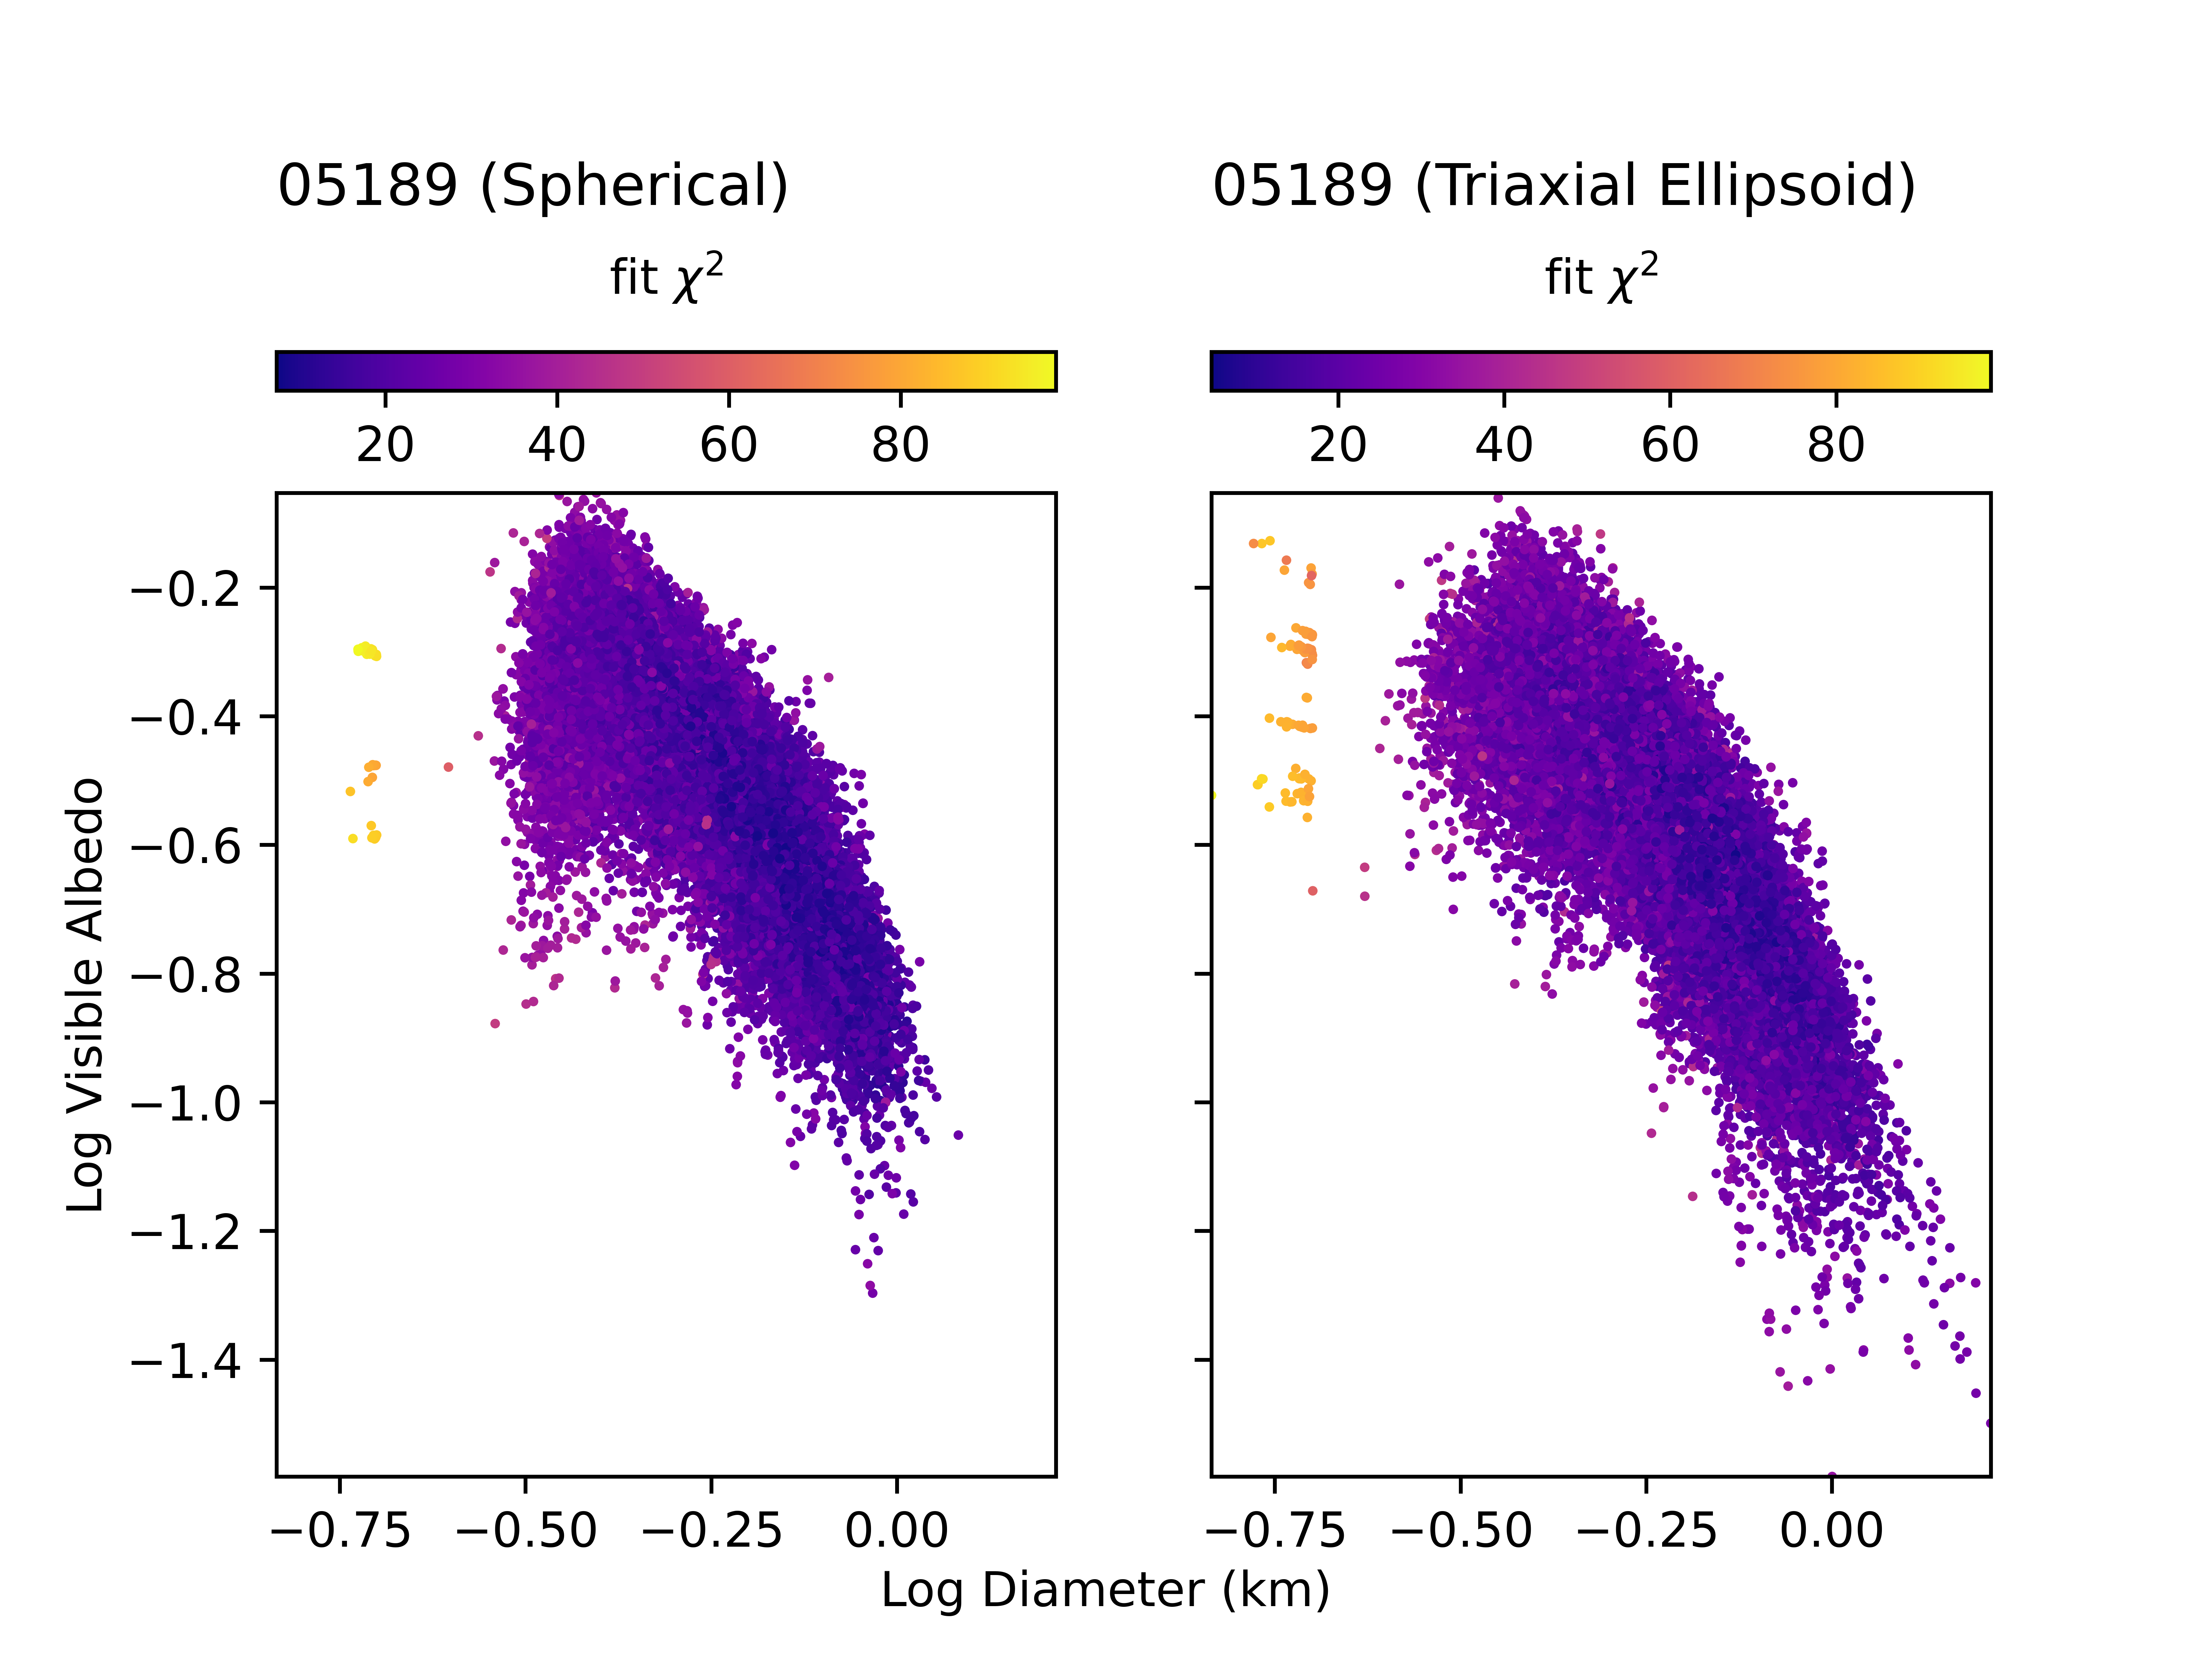 05189 (Spherical)
05189 (Triaxial Ellipsoid)
fit χ²
fit χ²
20 40 60 80
20 40 60 80
−0.2
−0.4
−0.6
−0.8
−1.0
−1.2
−1.4
Log Visible Albedo
−0.75 −0.50 −0.25 0.00
−0.75 −0.50 −0.25 0.00
Log Diameter (km)